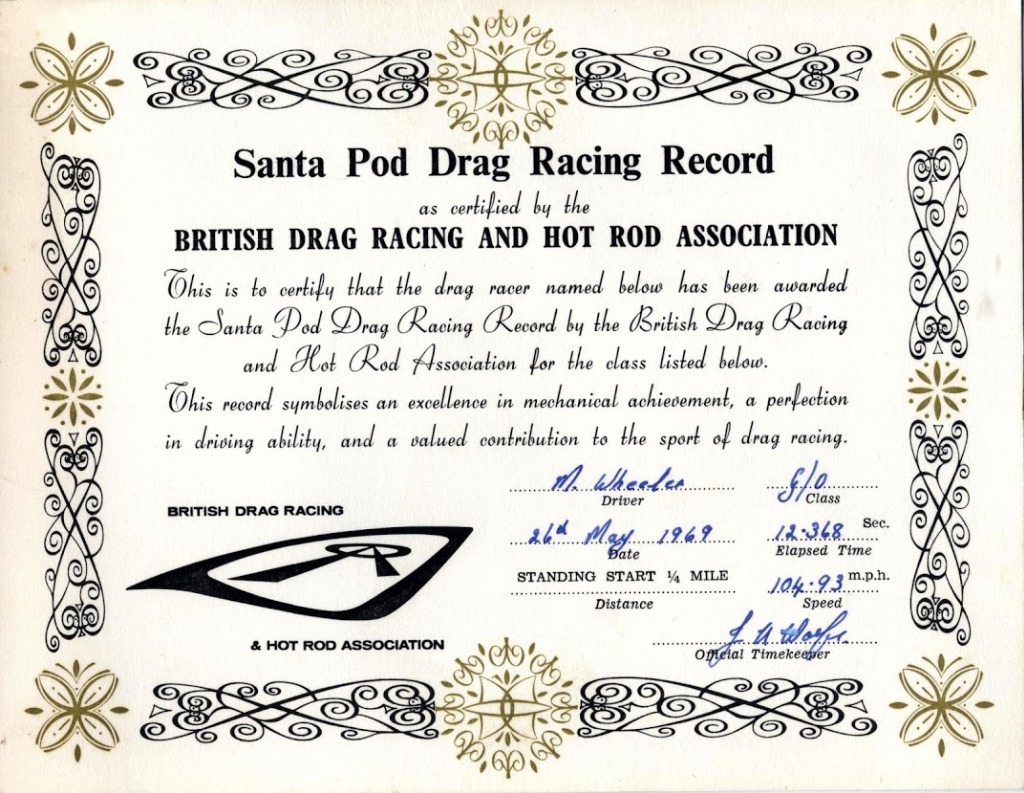 Santa Pod Drag Racing Record
as certified by the
BRITISH DRAG RACING AND HOT ROD ASSOCIATION
This is to certify that the drag racer named below has been awarded
the Santa Pod Drag Racing Record by the British Drag Racing
and Hot Rod Association for the class listed below.
This record symbolises an excellence in mechanical achievement, a perfection
in driving ability, and a valued contribution to the sport of drag racing.
M. Wheeler
Driver
Class
26th May 1969
Date
12.368 Sec.
Elapsed Time
STANDING START ¼ MILE
Distance
104.93 m.p.h.
Speed
Official Timekeeper
BRITISH DRAG RACING
& HOT ROD ASSOCIATION